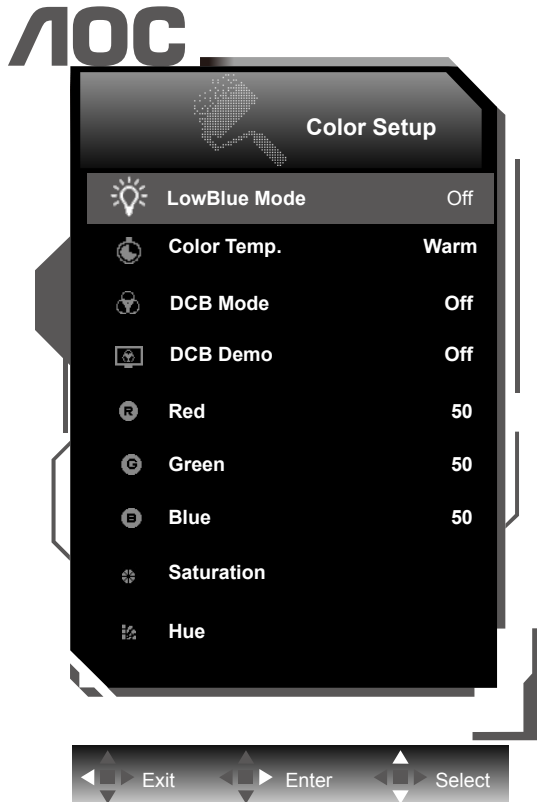 AOC
Color Setup
LowBlue Mode Off
Color Temp. Warm
DCB Mode Off
DCB Demo Off
R Red 50
G Green 50
B Blue 50
Saturation
Hue
Exit Enter Select